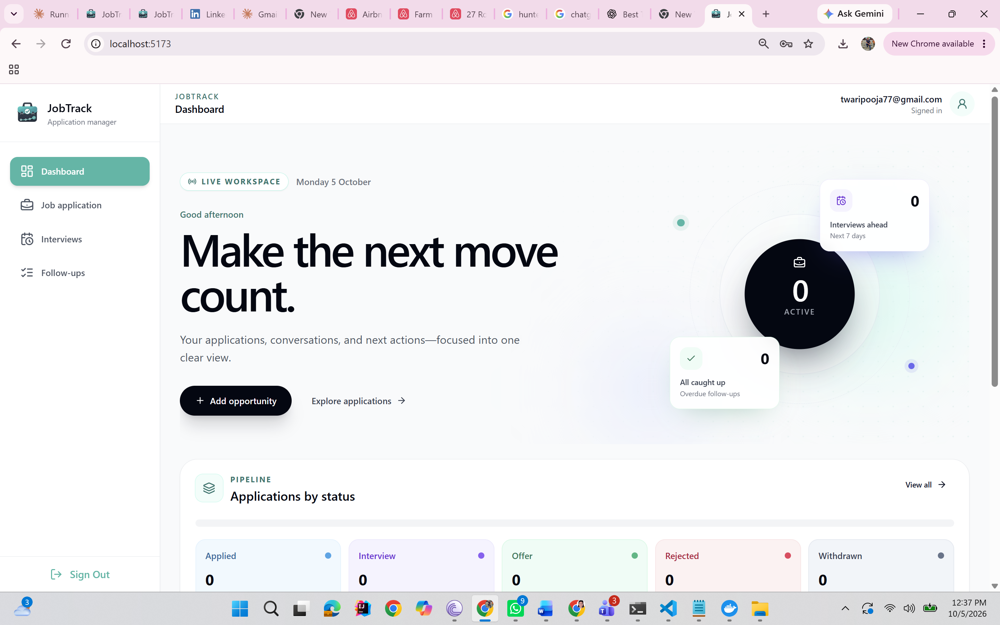 Runn
JobTr
JobTr
Linke
Gmai
New
Airbn
Farm
27 Ro
hunte
chatg
Best
New
Ask Gemini
localhost:5173
New Chrome available
JobTrack
Application manager
Dashboard
Job application
Interviews
Follow-ups
Sign Out
JOBTRACK
Dashboard
twaripooja77@gmail.com
Signed in
LIVE WORKSPACE
Monday 5 October
Good afternoon
Make the next move
count.
Your applications, conversations, and next actions—focused into one
clear view.
Add opportunity
Explore applications
0
Interviews ahead
Next 7 days
0
ACTIVE
0
All caught up
Overdue follow-ups
PIPELINE
Applications by status
View all
Applied
0
Interview
0
Offer
0
Rejected
0
Withdrawn
0
3
IJ
9
W
T
3
12:37 PM
10/5/2026